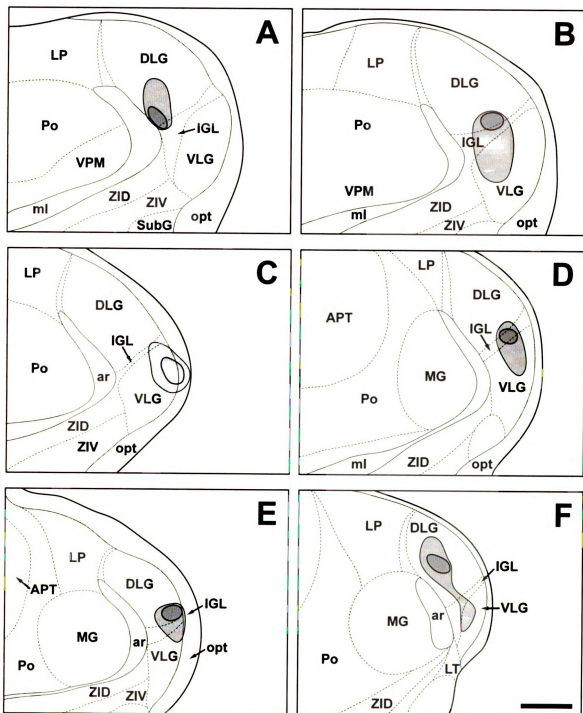 A
LP
DLG
Po
IGL
VPM
VLG
ml
ZID
ZIV
SubG
opt
B
LP
DLG
Po
IGL
VPM
VLG
ml
ZID
ZIV
opt
C
LP
DLG
IGL
Po
ar
VLG
ZID
ZIV
opt
D
LP
DLG
APT
IGL
MG
VLG
Po
ml
ZID
opt
E
LP
DLG
APT
IGL
MG
ar
VLG
opt
Po
ZID
ZIV
F
LP
DLG
IGL
MG
ar
VLG
Po
LT
ZID